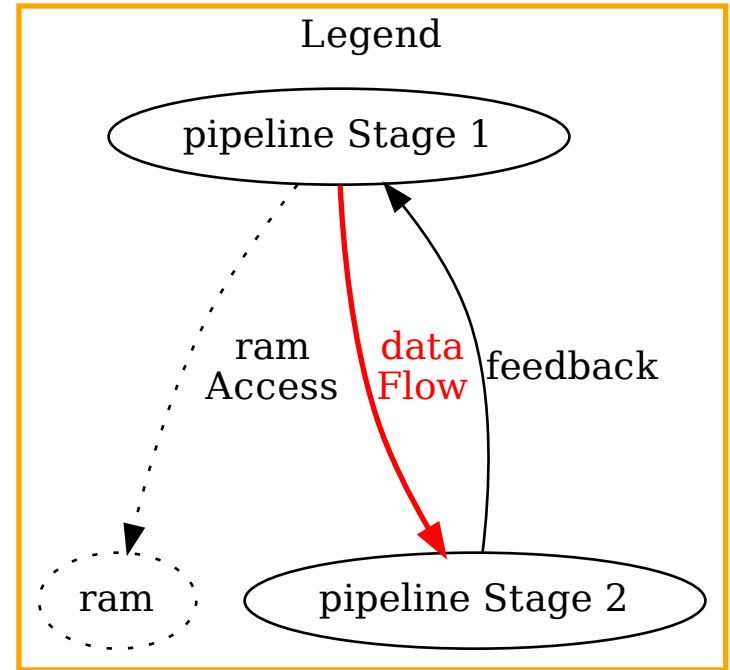 Legend
pipeline Stage 1
ram
Access
data
Flow
feedback
ram
pipeline Stage 2